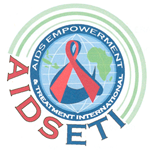 AIDS EMPOWERMENT
& TREATMENT INTERNATIONAL
AIDSETI